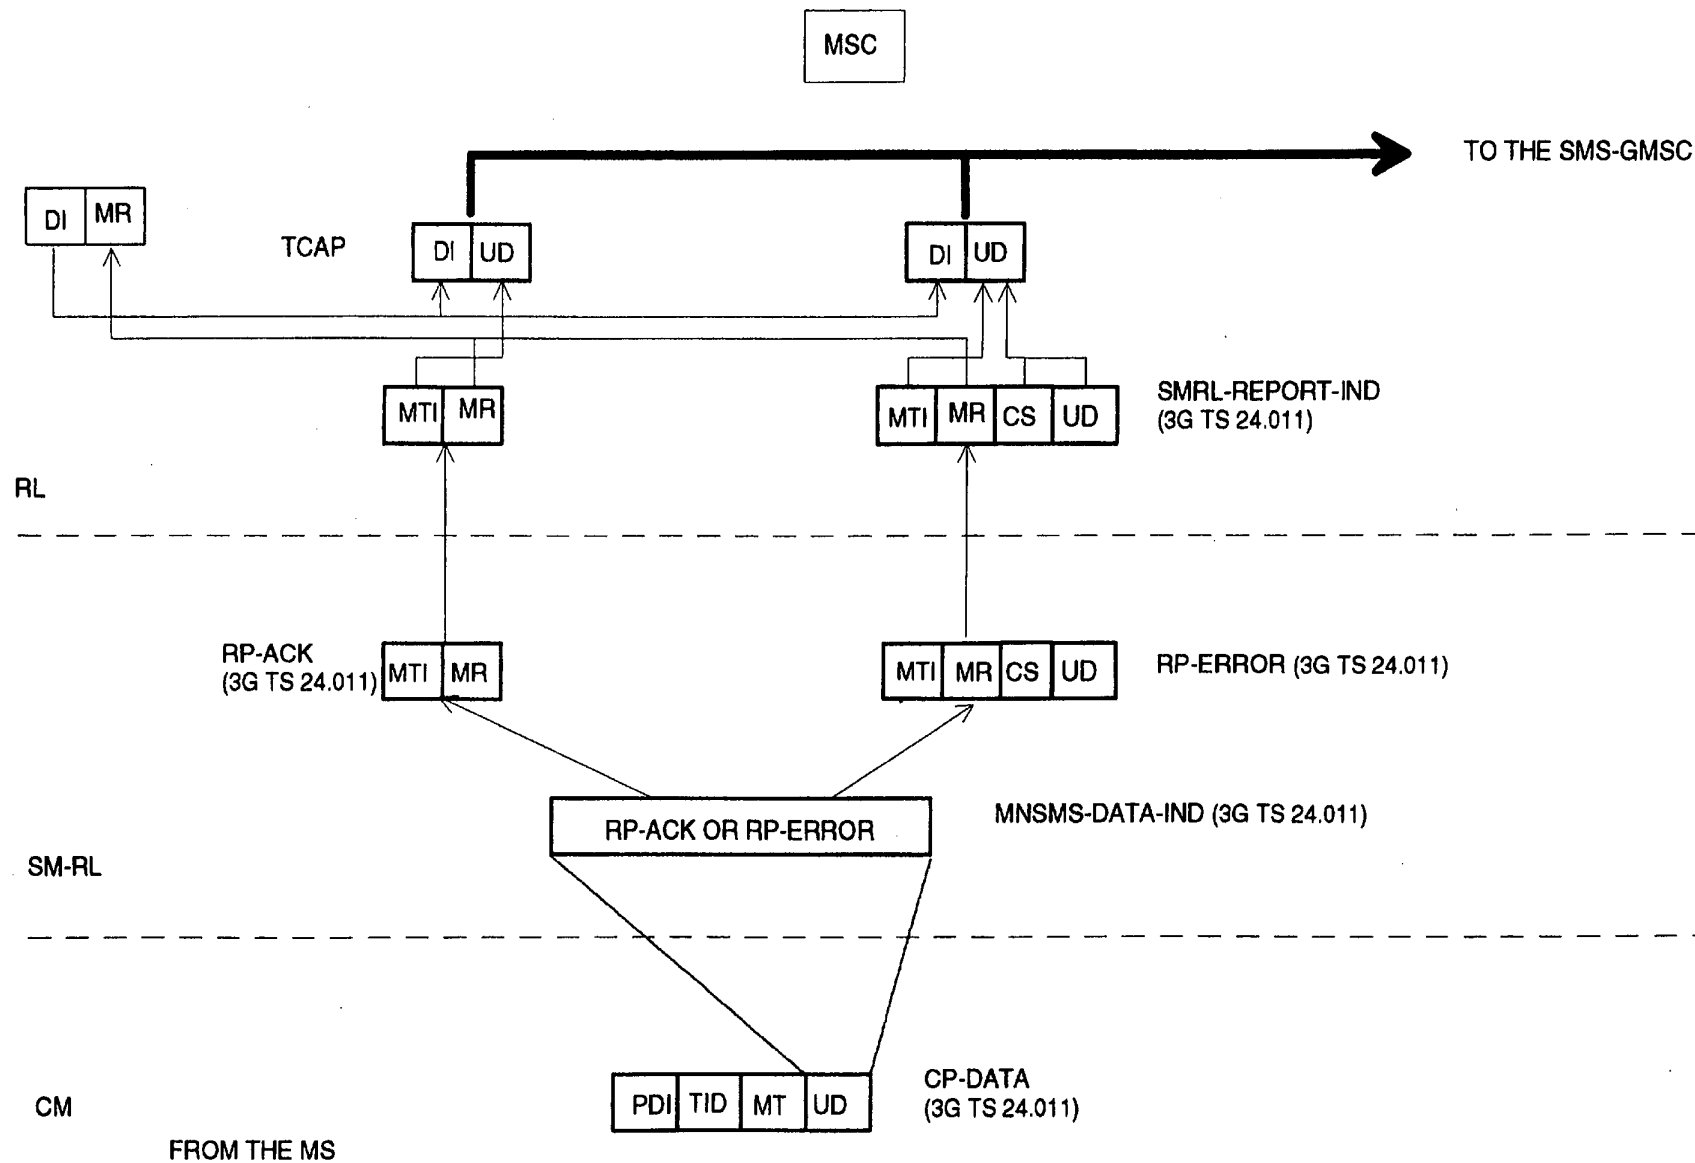 MSC
TO THE SMS-GMSC
DI MR
TCAP
DI UD
DI UD
MTI MR
MTI MR CS UD
SMRL-REPORT-IND
(3G TS 24.011)
RL
RP-ACK
(3G TS 24.011)
MTI MR
MTI MR CS UD
RP-ERROR (3G TS 24.011)
RP-ACK OR RP-ERROR
MNSMS-DATA-IND (3G TS 24.011)
SM-RL
PDI TID MT UD
CP-DATA
(3G TS 24.011)
CM
FROM THE MS